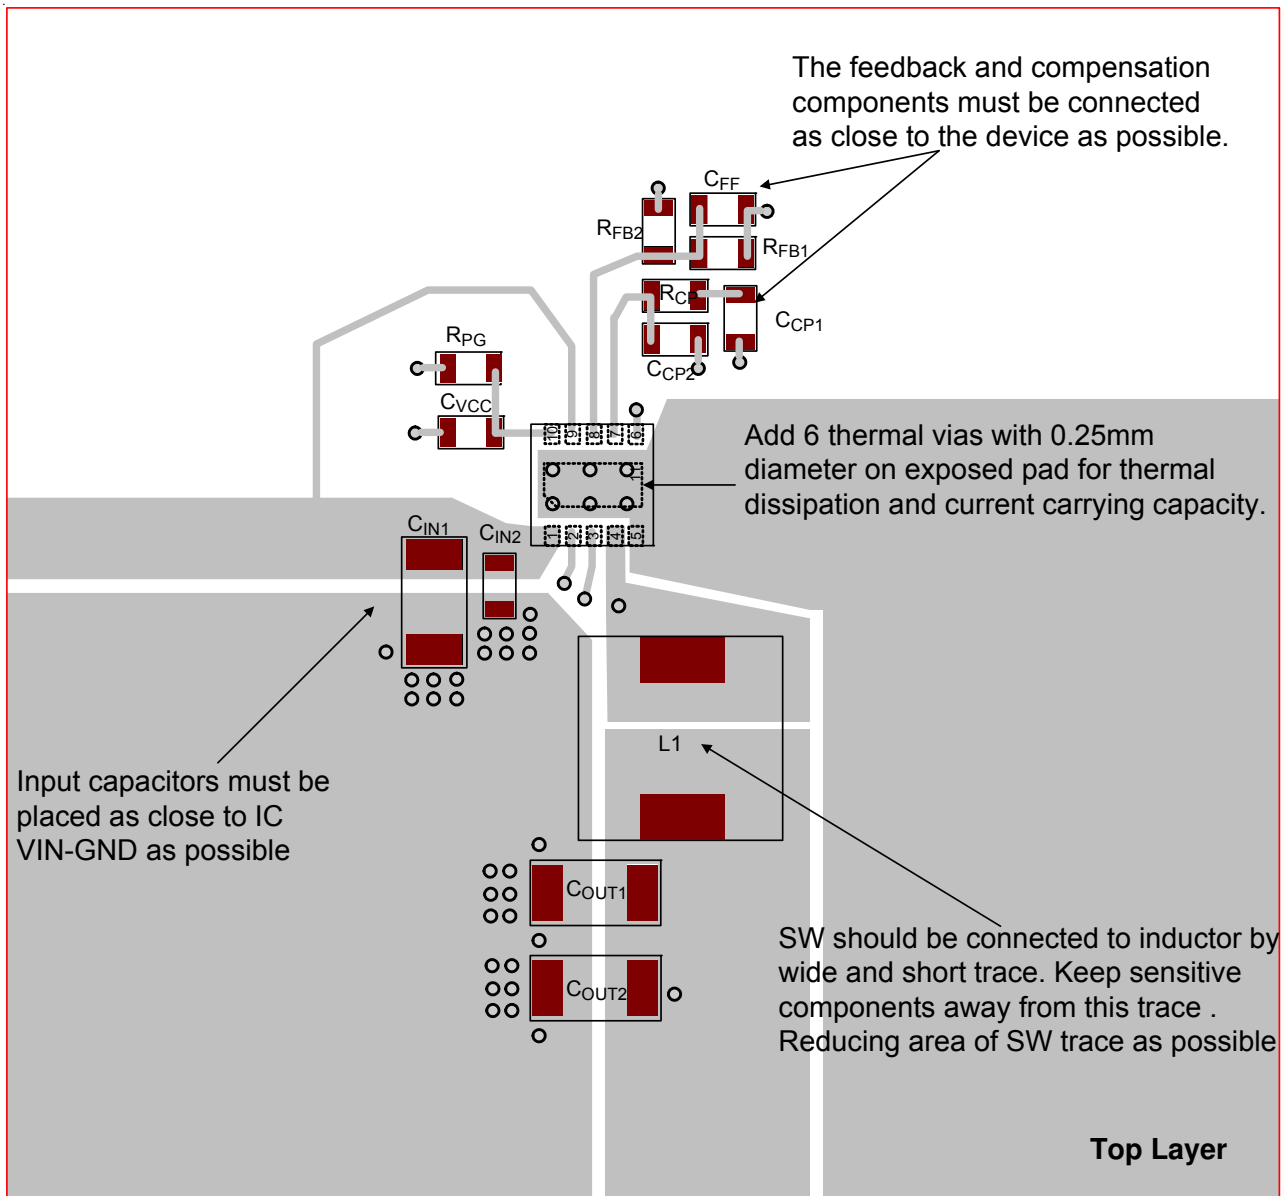 The feedback and compensation
components must be connected
as close to the device as possible.
CFF
RFB2
RFB1
RCP
CCP1
RPG
CCP2
CVCC
10 9 8 7 6
Add 6 thermal vias with 0.25mm
diameter on exposed pad for thermal
dissipation and current carrying capacity.
11
CIN1
CIN2
1 2 3 4 5
L1
Input capacitors must be
placed as close to IC
VIN-GND as possible
COUT1
SW should be connected to inductor by
wide and short trace. Keep sensitive
components away from this trace .
Reducing area of SW trace as possible
COUT2
Top Layer